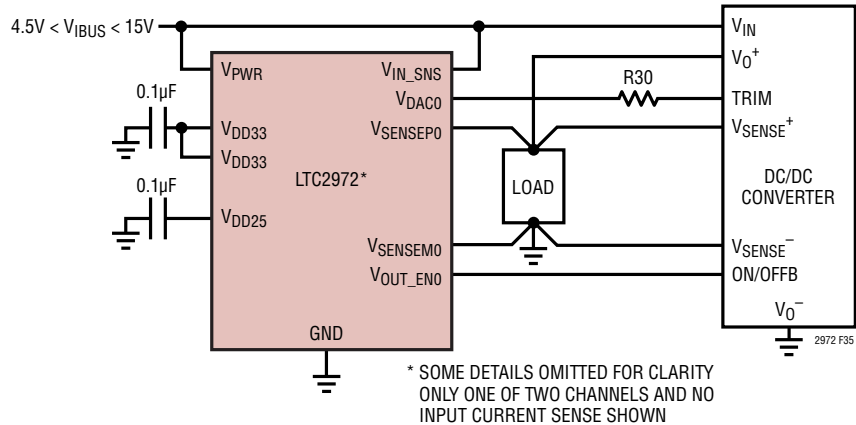 4.5V < VIBUS < 15V
VIN
VO+
VPWR
VIN_SNS
R30
0.1µF
VDAC0
TRIM
VDD33
VSENSEP0
VSENSE+
VDD33
LTC2972*
LOAD
DC/DC
CONVERTER
0.1µF
VDD25
VSENSEM0
VSENSE–
VOUT_EN0
ON/OFFB
VO–
GND
2972 F35
* SOME DETAILS OMITTED FOR CLARITY
ONLY ONE OF TWO CHANNELS AND NO
INPUT CURRENT SENSE SHOWN